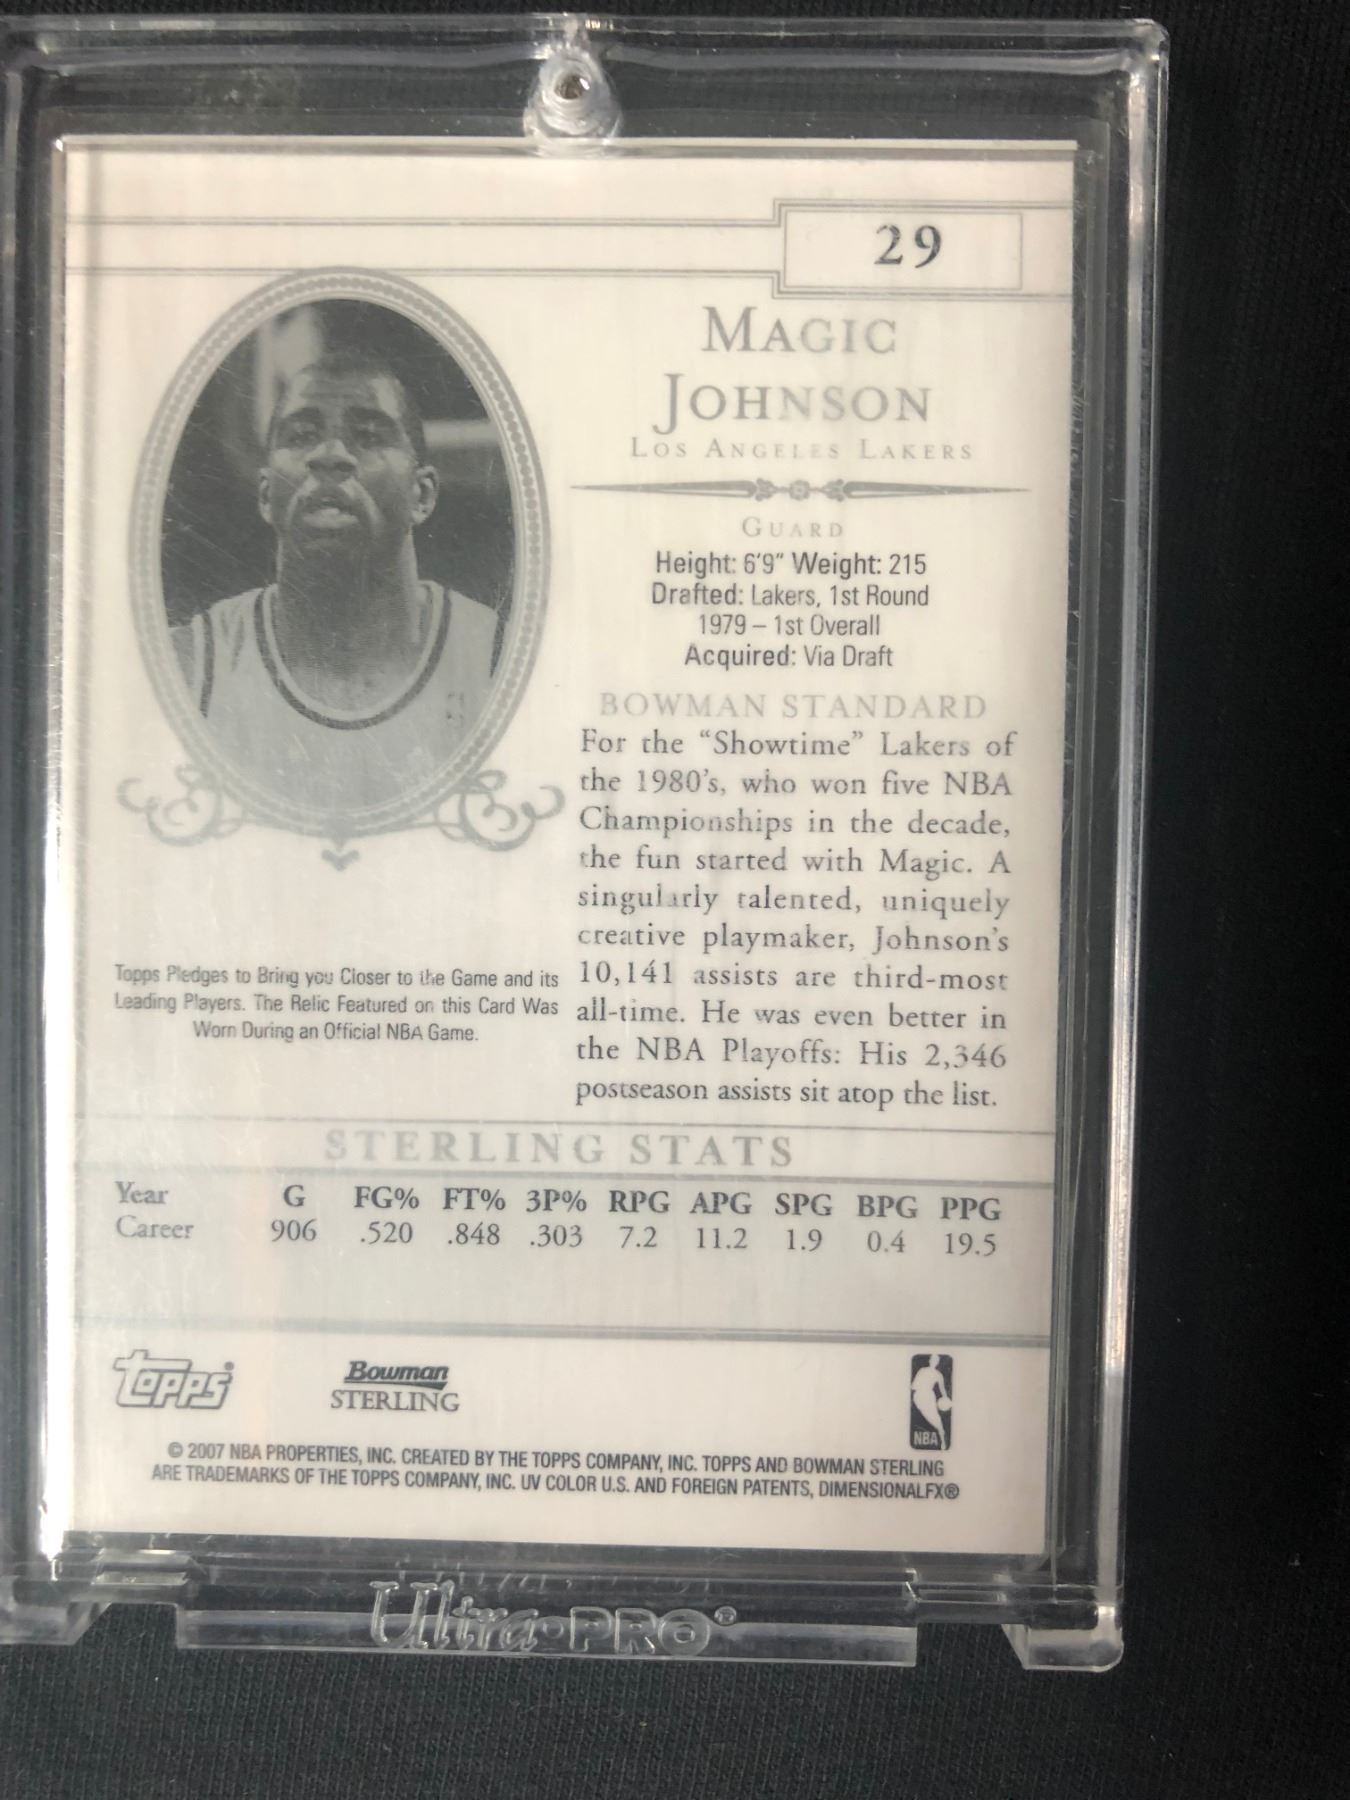 29
MAGIC
JOHNSON
LOS ANGELES LAKERS
GUARD
Height: 6'9" Weight: 215
Drafted: Lakers, 1st Round
1979 – 1st Overall
Acquired: Via Draft
BOWMAN STANDARD
For the “Showtime” Lakers of
the 1980's, who won five NBA
Championships in the decade,
the fun started with Magic. A
singularly talented, uniquely
creative playmaker, Johnson's
10,141 assists are third-most
all-time. He was even better in
the NBA Playoffs: His 2,346
postseason assists sit atop the list.
Topps Pledges to Bring you Closer to the Game and its
Leading Players. The Relic Featured on this Card Was
Worn During an Official NBA Game.
STERLING STATS
Year G FG% FT% 3P% RPG APG SPG BPG PPG
Career 906 .520 .848 .303 7.2 11.2 1.9 0.4 19.5
Topps
Bowman
STERLING
NBA
© 2007 NBA PROPERTIES, INC. CREATED BY THE TOPPS COMPANY, INC. TOPPS AND BOWMAN STERLING
ARE TRADEMARKS OF THE TOPPS COMPANY, INC. UV COLOR U.S. AND FOREIGN PATENTS, DIMENSIONALFX®
Ultra•PRO®